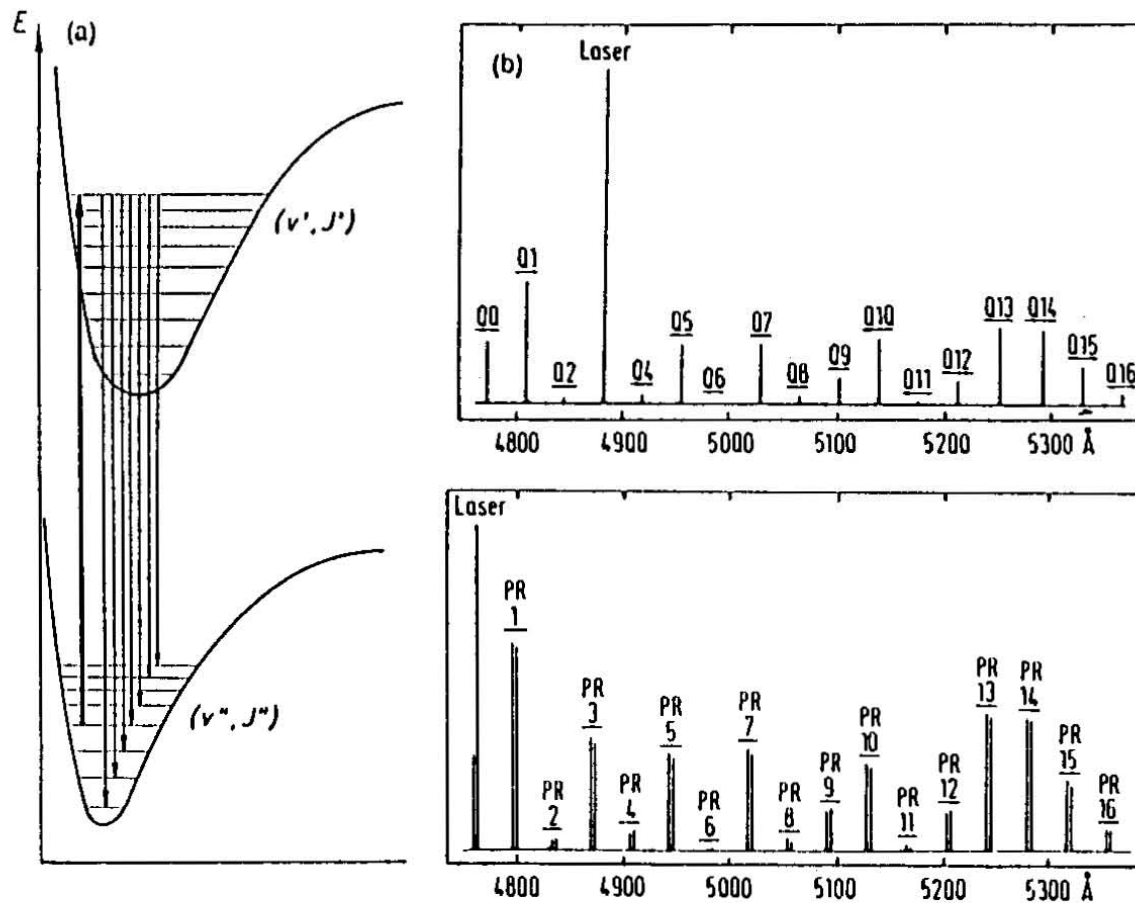 E (a)
(v', J')
(v", J")
(b)
Laser
Q0
Q1
Q2
Q4
Q5
Q6
Q7
Q8
Q9
Q10
Q11
Q12
Q13
Q14
Q15
Q16
4800 4900 5000 5100 5200 5300 Å
Laser
PR
1
PR
2
PR
3
PR
4
PR
5
PR
6
PR
7
PR
8
PR
9
PR
10
PR
11
PR
12
PR
13
PR
14
PR
15
PR
16
4800 4900 5000 5100 5200 5300 Å